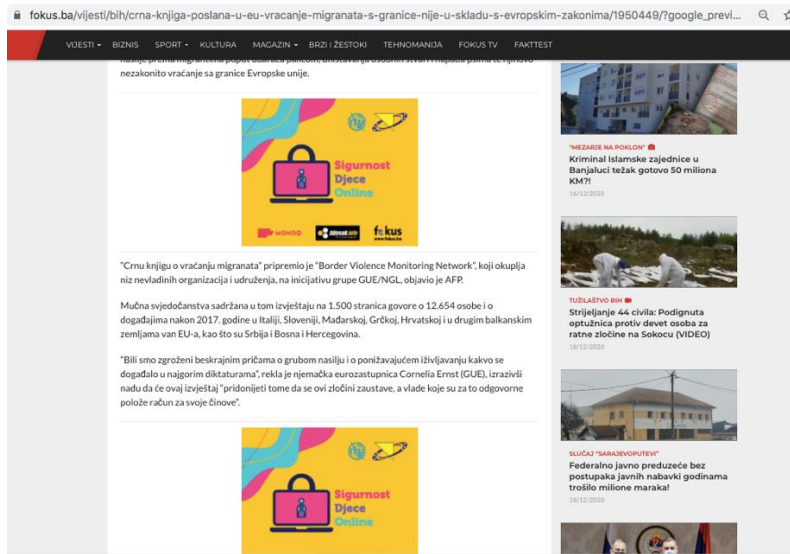 fokus.ba/vijesti/bih/crna-knjiga-poslana-u-eu-vracanje-migranata-s-granice-nije-u-skladu-s-evropskim-zakonima/1950449/?google_previ...
VIJESTI
BIZNIS
SPORT
KULTURA
MAGAZIN
BRZI I ŽESTOKI
TEHNOMANIJA
FOKUS TV
FAKTTEST
nezakonito vraćanje sa granice Evropske unije.
Sigurnost
Djece
Online
MONDO
fokus
"Crnu knjigu o vraćanju migranata" pripremio je "Border Violence Monitoring Network", koji okuplja
niz nevladinih organizacija i udruženja, na inicijativu grupe GUE/NGL, objavio je AFP.
Mučna svjedočanstva sadržana u tom izvještaju na 1.500 stranica govore o 12.654 osobe i o
događajima nakon 2017. godine u Italiji, Sloveniji, Mađarskoj, Grčkoj, Hrvatskoj i u drugim balkanskim
zemljama van EU-a, kao što su Srbija i Bosna i Hercegovina.
"Bili smo zgroženi beskrajnim pričama o grubom nasilju i o ponižavajućem iživljavanju kakvo se
događalo u najgorim diktaturama", rekla je njemačka eurozastupnica Cornelia Ernst (GUE), izrazivši
nadu da će ovaj izvještaj "pridonijeti tome da se ovi zločini zaustave, a vlade koje su za to odgovorne
polože račun za svoje činove".
Sigurnost
Djece
Online
"MEZARJE NA POKLON"
Kriminal Islamske zajednice u
Banjaluci težak gotovo 50 miliona
KM?!
16/12/2020
TUŽILAŠTVO BIH
Strijeljanje 44 civila: Podignuta
optužnica protiv devet osoba za
ratne zločine na Sokocu (VIDEO)
18/12/2020
SLUČAJ "SARAJEVOPUTEVI"
Federalno javno preduzeće bez
postupaka javnih nabavki godinama
trošilo milione maraka!
18/12/2020